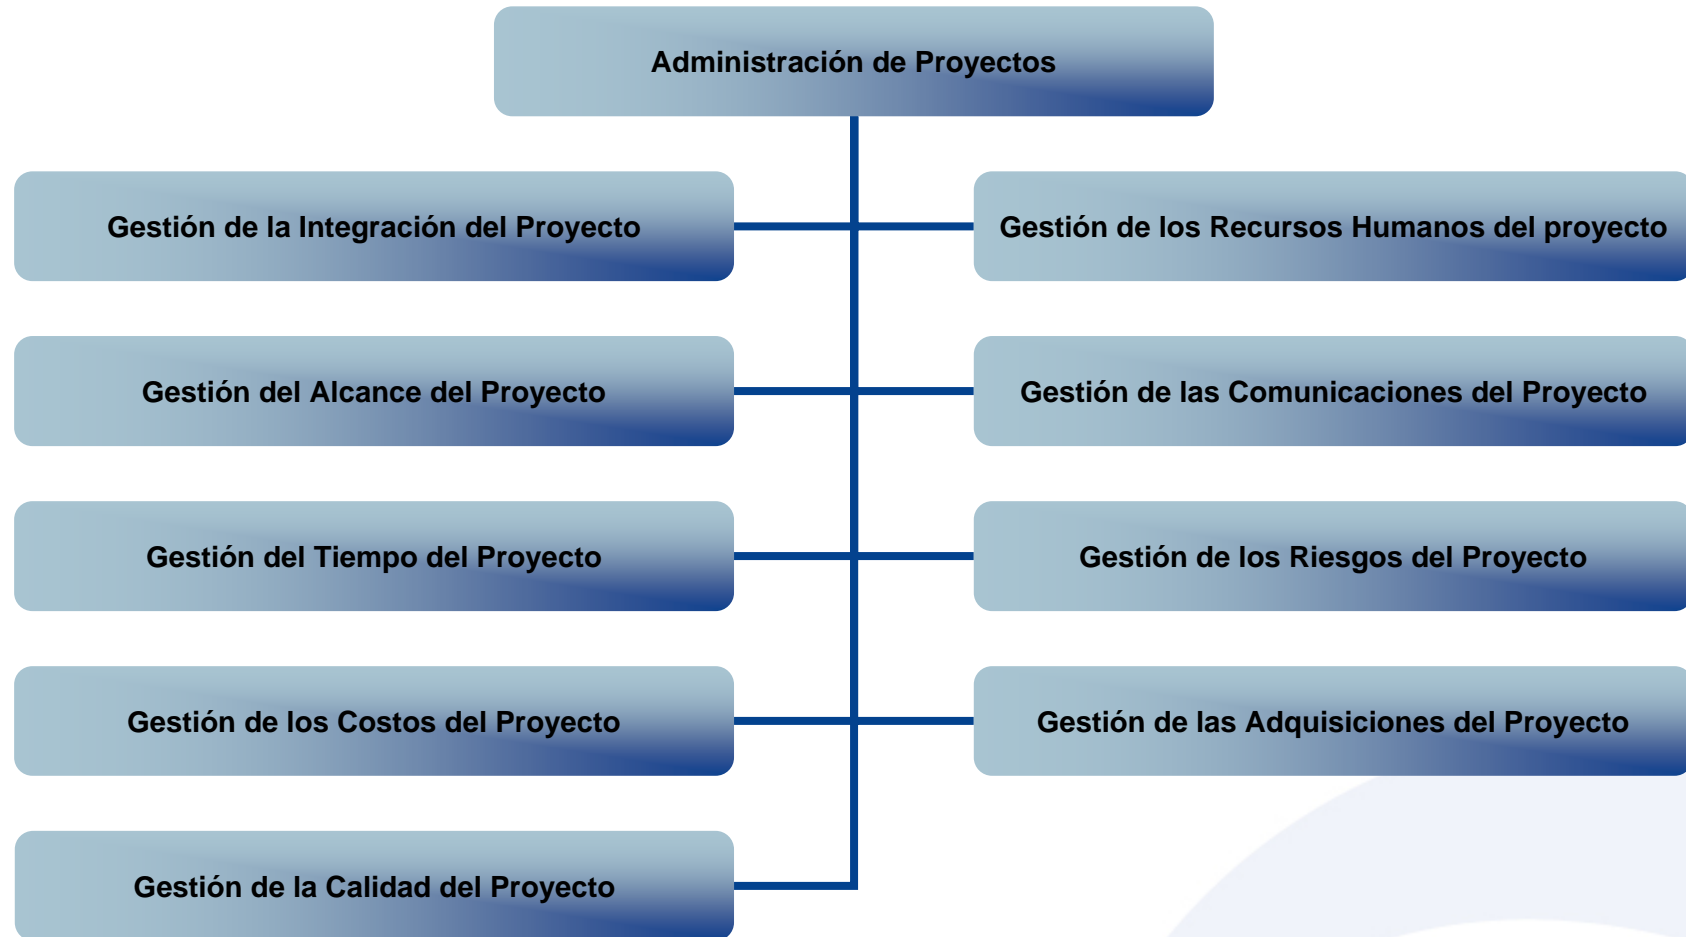 Administración de Proyectos
Gestión de la Integración del Proyecto
Gestión de los Recursos Humanos del proyecto
Gestión del Alcance del Proyecto
Gestión de las Comunicaciones del Proyecto
Gestión del Tiempo del Proyecto
Gestión de los Riesgos del Proyecto
Gestión de los Costos del Proyecto
Gestión de las Adquisiciones del Proyecto
Gestión de la Calidad del Proyecto